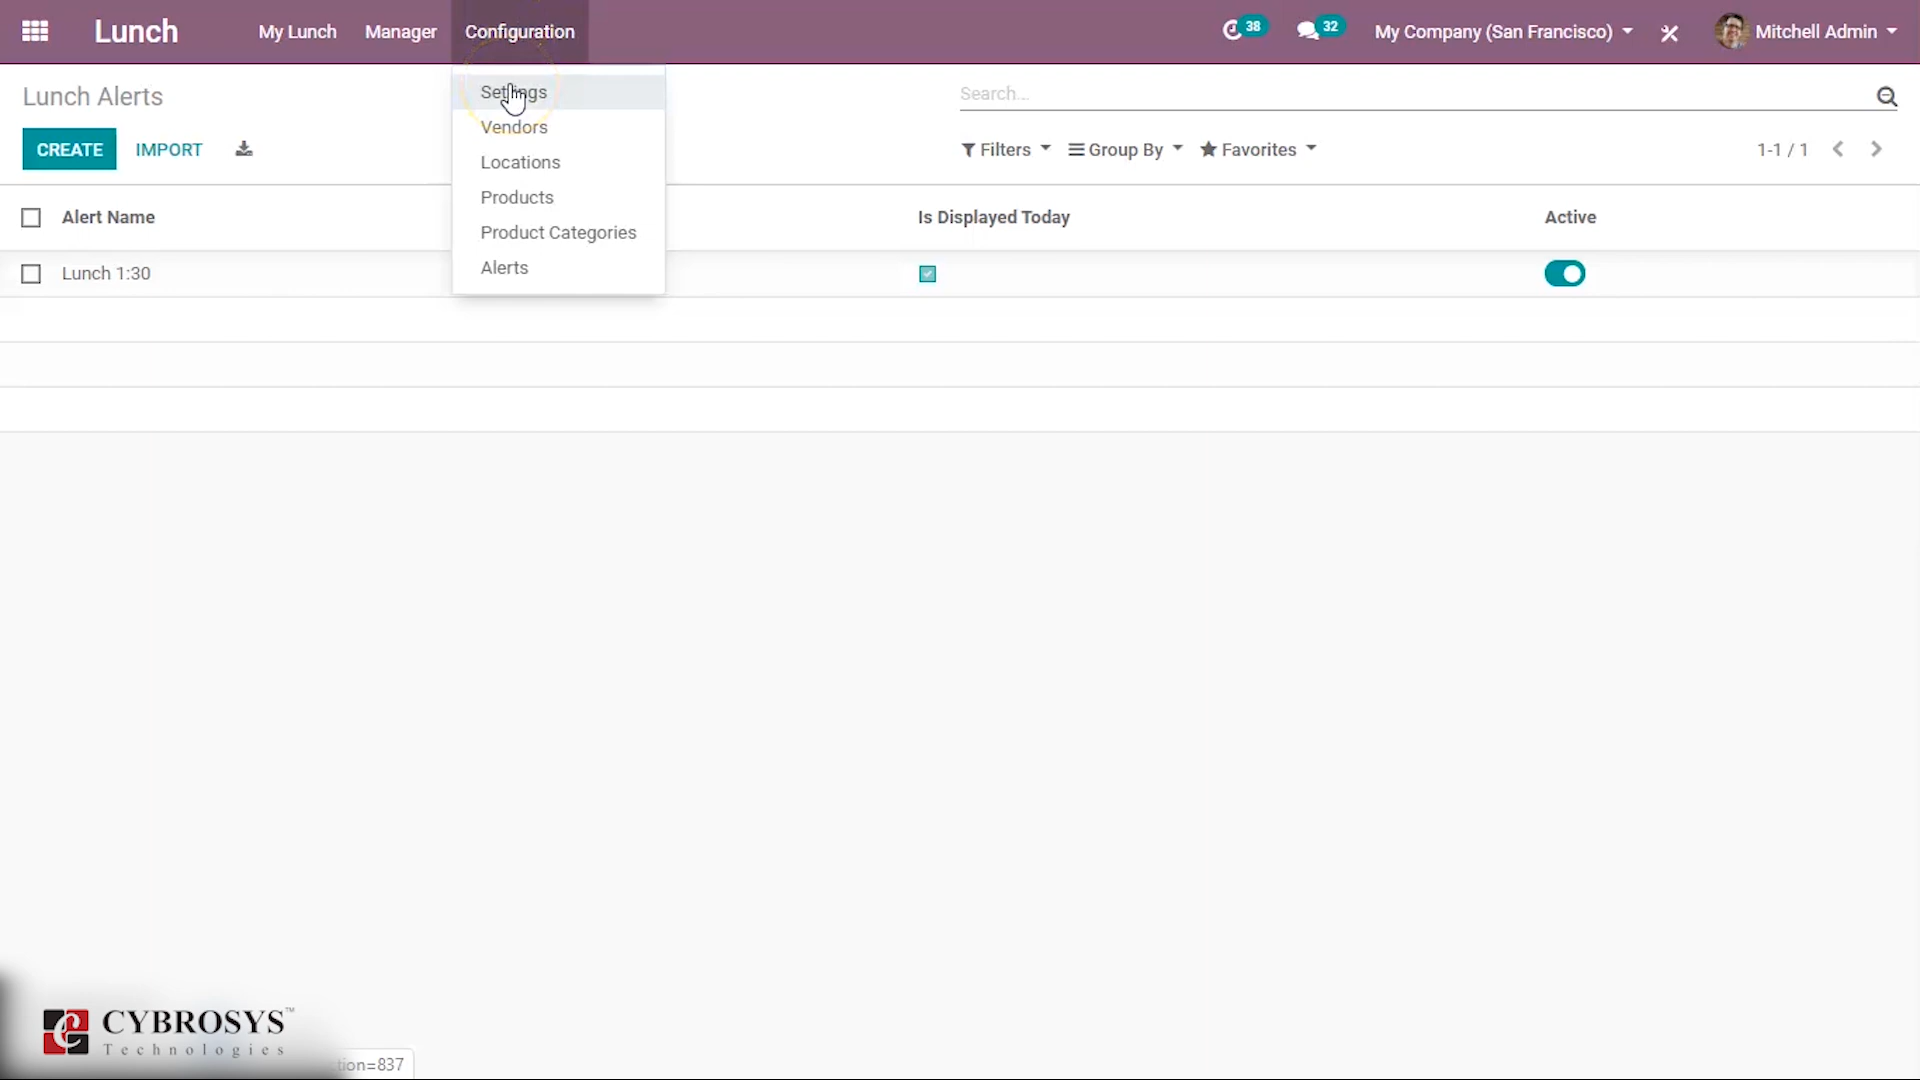 Lunch My Lunch Manager Configuration 38 32 My Company (San Francisco) Mitchell Admin
Lunch Alerts Settings Search...
Vendors
CREATE IMPORT Filters Group By Favorites 1-1 / 1
Locations
Products
Alert Name Is Displayed Today Active
Product Categories
Alerts
Lunch 1:30
CYBROSYS™
Technologies
tion=837